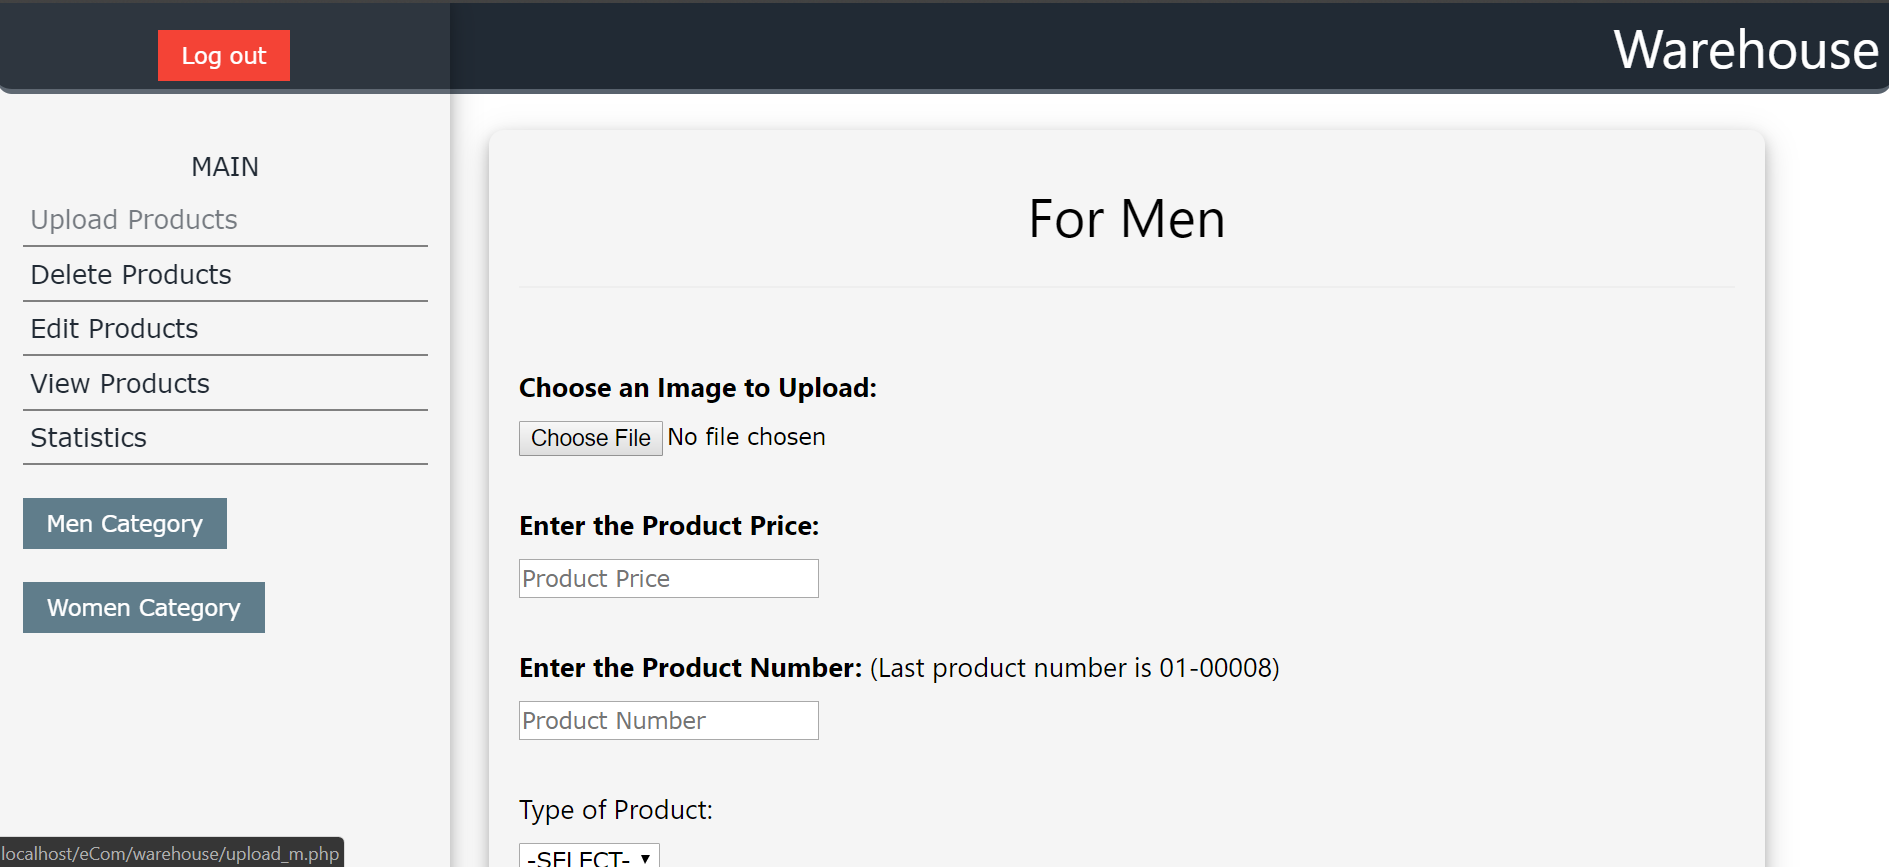 Log out
Warehouse
MAIN
Upload Products
Delete Products
Edit Products
View Products
Statistics
Men Category
Women Category
For Men
Choose an Image to Upload:
Choose File No file chosen
Enter the Product Price:
Product Price
Enter the Product Number: (Last product number is 01-00008)
Product Number
Type of Product:
-SELECT-
localhost/eCom/warehouse/upload_m.php